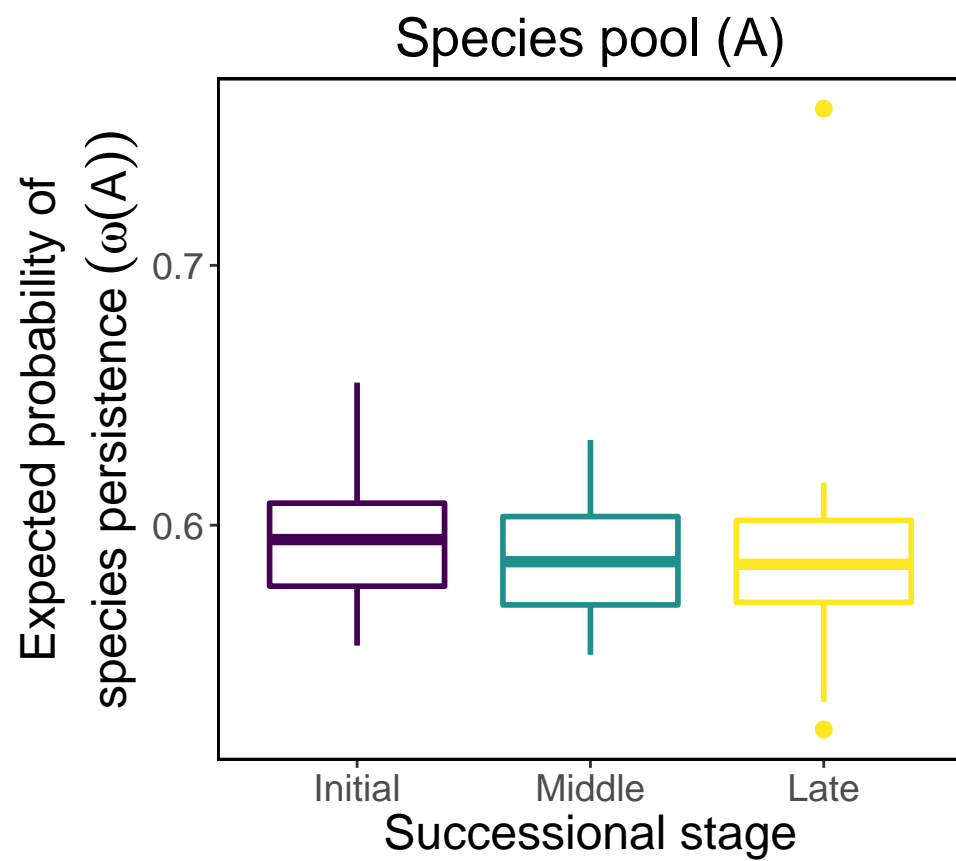 Species pool (A)
Expected probability of
species persistence (ω(A))
0.7
0.6
Initial
Middle
Late
Successional stage